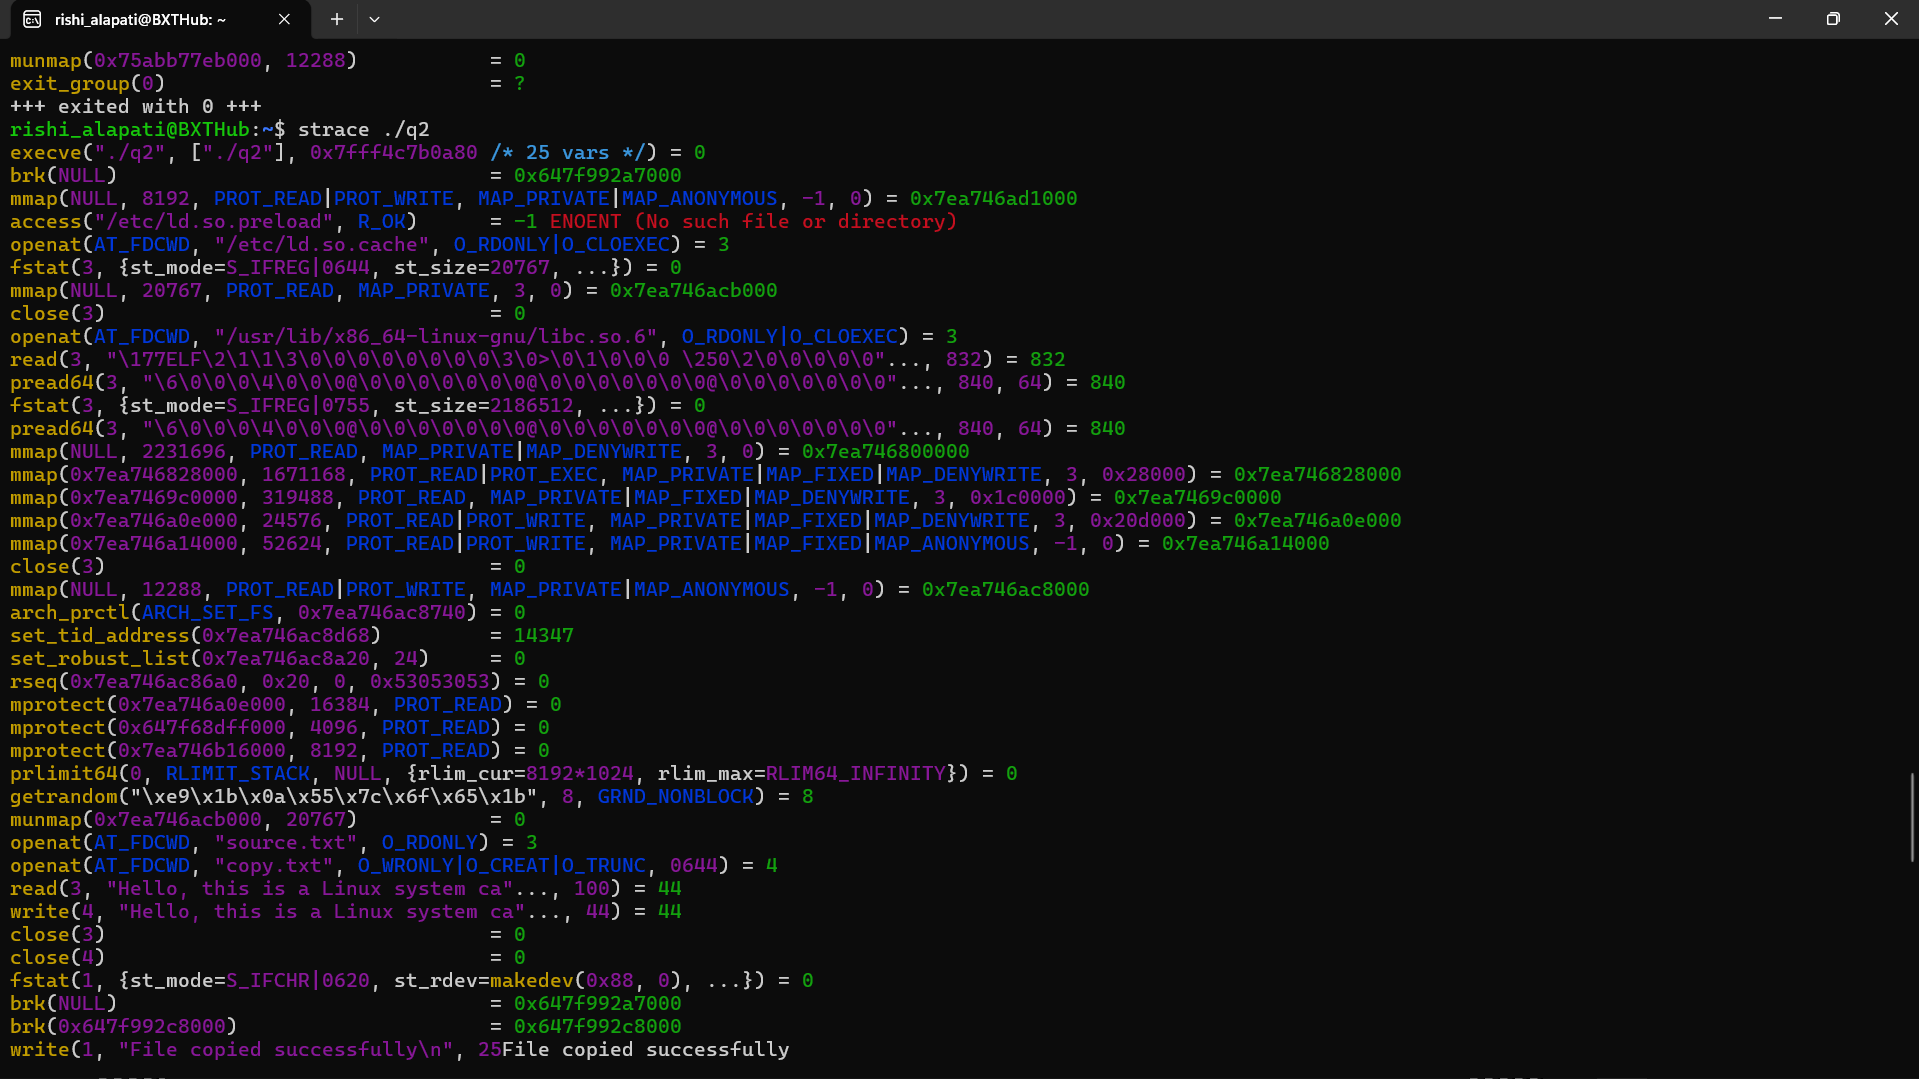 rishi_alapati@BXTHub: ~
munmap(0x75abb77eb000, 12288) = 0
exit_group(0) = ?
+++ exited with 0 +++
rishi_alapati@BXTHub:~$ strace ./q2
execve("./q2", ["./q2"], 0x7fff4c7b0a80 /* 25 vars */) = 0
brk(NULL) = 0x647f992a7000
mmap(NULL, 8192, PROT_READ|PROT_WRITE, MAP_PRIVATE|MAP_ANONYMOUS, -1, 0) = 0x7ea746ad1000
access("/etc/ld.so.preload", R_OK) = -1 ENOENT (No such file or directory)
openat(AT_FDCWD, "/etc/ld.so.cache", O_RDONLY|O_CLOEXEC) = 3
fstat(3, {st_mode=S_IFREG|0644, st_size=20767, ...}) = 0
mmap(NULL, 20767, PROT_READ, MAP_PRIVATE, 3, 0) = 0x7ea746acb000
close(3) = 0
openat(AT_FDCWD, "/usr/lib/x86_64-linux-gnu/libc.so.6", O_RDONLY|O_CLOEXEC) = 3
read(3, "\177ELF\2\1\1\3\0\0\0\0\0\0\0\0\3\0>\0\1\0\0\0 \250\2\0\0\0\0\0"..., 832) = 832
pread64(3, "\6\0\0\0\4\0\0\0@\0\0\0\0\0\0\0@\0\0\0\0\0\0\0@\0\0\0\0\0\0\0"..., 840, 64) = 840
fstat(3, {st_mode=S_IFREG|0755, st_size=2186512, ...}) = 0
pread64(3, "\6\0\0\0\4\0\0\0@\0\0\0\0\0\0\0@\0\0\0\0\0\0\0@\0\0\0\0\0\0\0"..., 840, 64) = 840
mmap(NULL, 2231696, PROT_READ, MAP_PRIVATE|MAP_DENYWRITE, 3, 0) = 0x7ea746800000
mmap(0x7ea746828000, 1671168, PROT_READ|PROT_EXEC, MAP_PRIVATE|MAP_FIXED|MAP_DENYWRITE, 3, 0x28000) = 0x7ea746828000
mmap(0x7ea7469c0000, 319488, PROT_READ, MAP_PRIVATE|MAP_FIXED|MAP_DENYWRITE, 3, 0x1c0000) = 0x7ea7469c0000
mmap(0x7ea746a0e000, 24576, PROT_READ|PROT_WRITE, MAP_PRIVATE|MAP_FIXED|MAP_DENYWRITE, 3, 0x20d000) = 0x7ea746a0e000
mmap(0x7ea746a14000, 52624, PROT_READ|PROT_WRITE, MAP_PRIVATE|MAP_FIXED|MAP_ANONYMOUS, -1, 0) = 0x7ea746a14000
close(3) = 0
mmap(NULL, 12288, PROT_READ|PROT_WRITE, MAP_PRIVATE|MAP_ANONYMOUS, -1, 0) = 0x7ea746ac8000
arch_prctl(ARCH_SET_FS, 0x7ea746ac8740) = 0
set_tid_address(0x7ea746ac8d68) = 14347
set_robust_list(0x7ea746ac8a20, 24) = 0
rseq(0x7ea746ac86a0, 0x20, 0, 0x53053053) = 0
mprotect(0x7ea746a0e000, 16384, PROT_READ) = 0
mprotect(0x647f68dff000, 4096, PROT_READ) = 0
mprotect(0x7ea746b16000, 8192, PROT_READ) = 0
prlimit64(0, RLIMIT_STACK, NULL, {rlim_cur=8192*1024, rlim_max=RLIM64_INFINITY}) = 0
getrandom("\xe9\x1b\x0a\x55\x7c\x6f\x65\x1b", 8, GRND_NONBLOCK) = 8
munmap(0x7ea746acb000, 20767) = 0
openat(AT_FDCWD, "source.txt", O_RDONLY) = 3
openat(AT_FDCWD, "copy.txt", O_WRONLY|O_CREAT|O_TRUNC, 0644) = 4
read(3, "Hello, this is a Linux system ca"..., 100) = 44
write(4, "Hello, this is a Linux system ca"..., 44) = 44
close(3) = 0
close(4) = 0
fstat(1, {st_mode=S_IFCHR|0620, st_rdev=makedev(0x88, 0), ...}) = 0
brk(NULL) = 0x647f992a7000
brk(0x647f992c8000) = 0x647f992c8000
write(1, "File copied successfully\n", 25File copied successfully